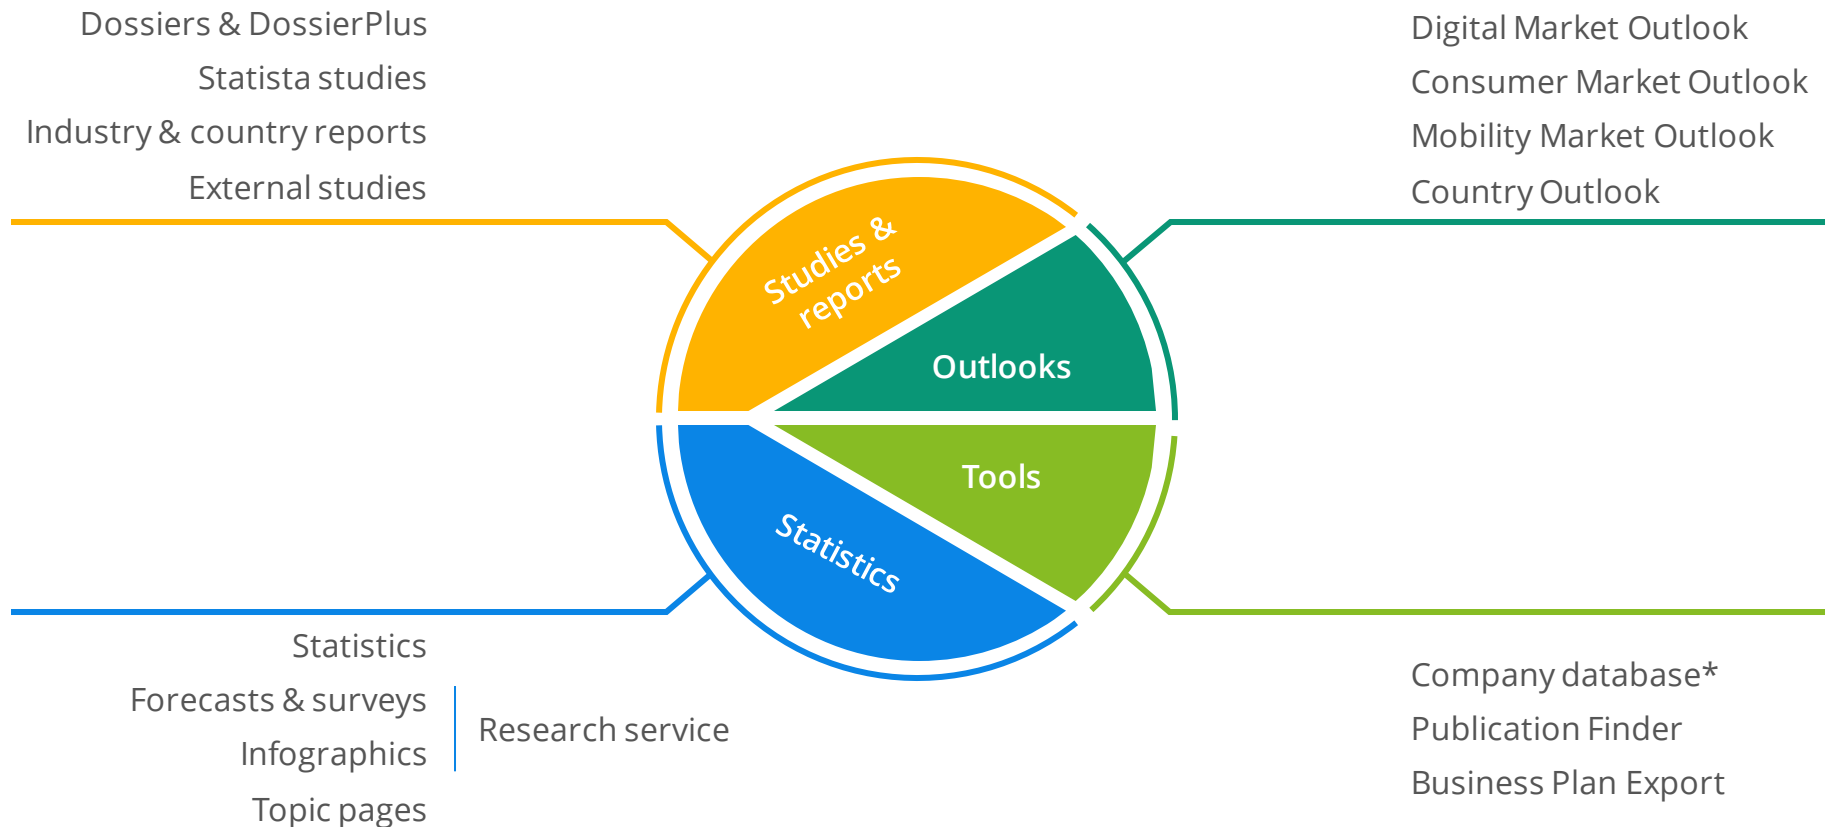 Dossiers & DossierPlus
Statista studies
Industry & country reports
External studies
Digital Market Outlook
Consumer Market Outlook
Mobility Market Outlook
Country Outlook
Studies &
reports
Outlooks
Tools
Statistics
Statistics
Forecasts & surveys
Infographics
Topic pages
Research service
Company database*
Publication Finder
Business Plan Export